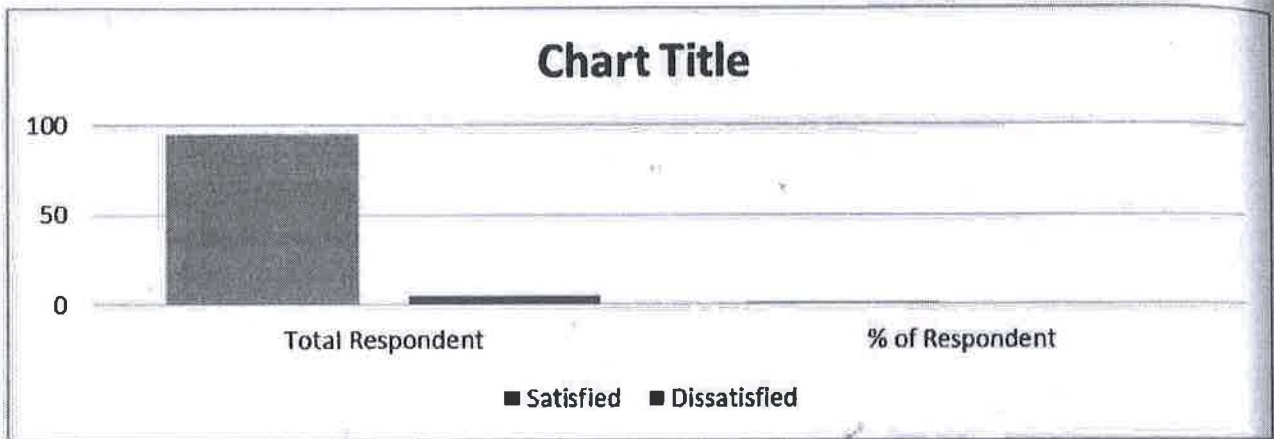 Chart Title
100
50
0
Total Respondent % of Respondent
■ Satisfied ■ Dissatisfied